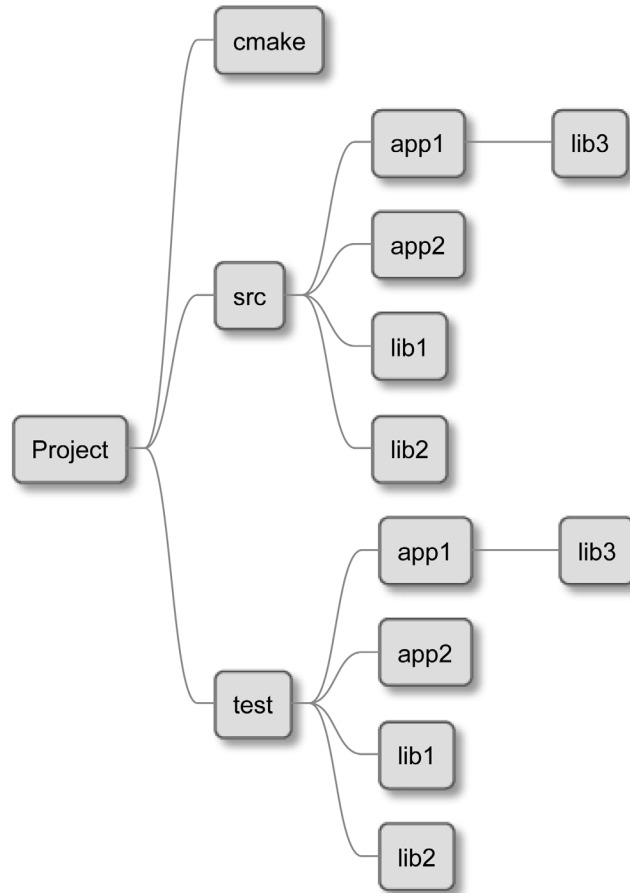 cmake
app1
lib3
app2
src
lib1
lib2
Project
app1
lib3
app2
test
lib1
lib2